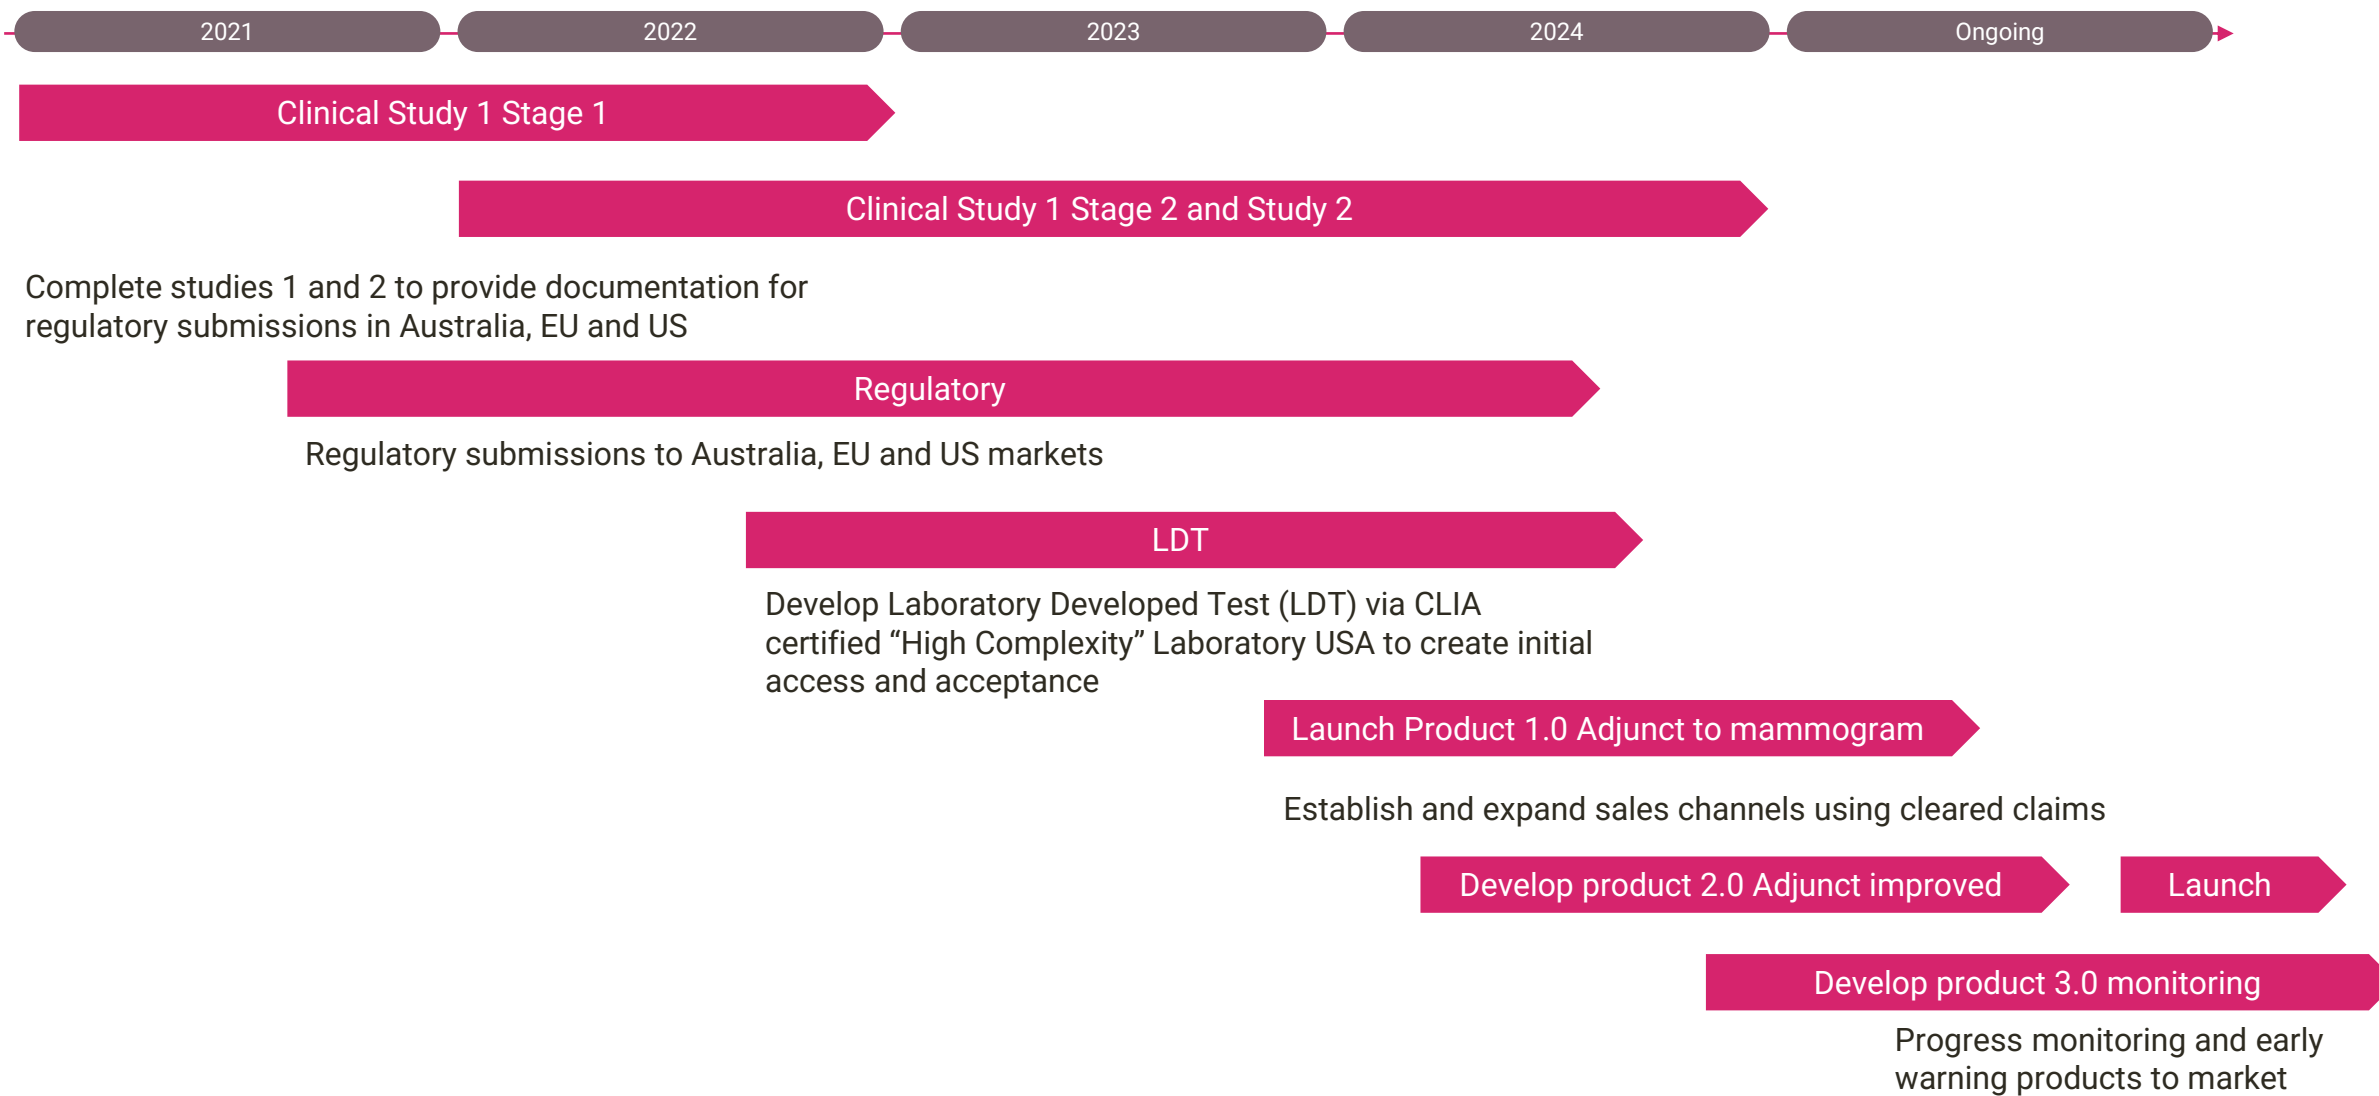 2021
2022
2023
2024
Ongoing
Clinical Study 1 Stage 1
Clinical Study 1 Stage 2 and Study 2
Complete studies 1 and 2 to provide documentation for
regulatory submissions in Australia, EU and US
Regulatory
Regulatory submissions to Australia, EU and US markets
LDT
Develop Laboratory Developed Test (LDT) via CLIA
certified “High Complexity” Laboratory USA to create initial
access and acceptance
Launch Product 1.0 Adjunct to mammogram
Establish and expand sales channels using cleared claims
Develop product 2.0 Adjunct improved
Launch
Develop product 3.0 monitoring
Progress monitoring and early
warning products to market